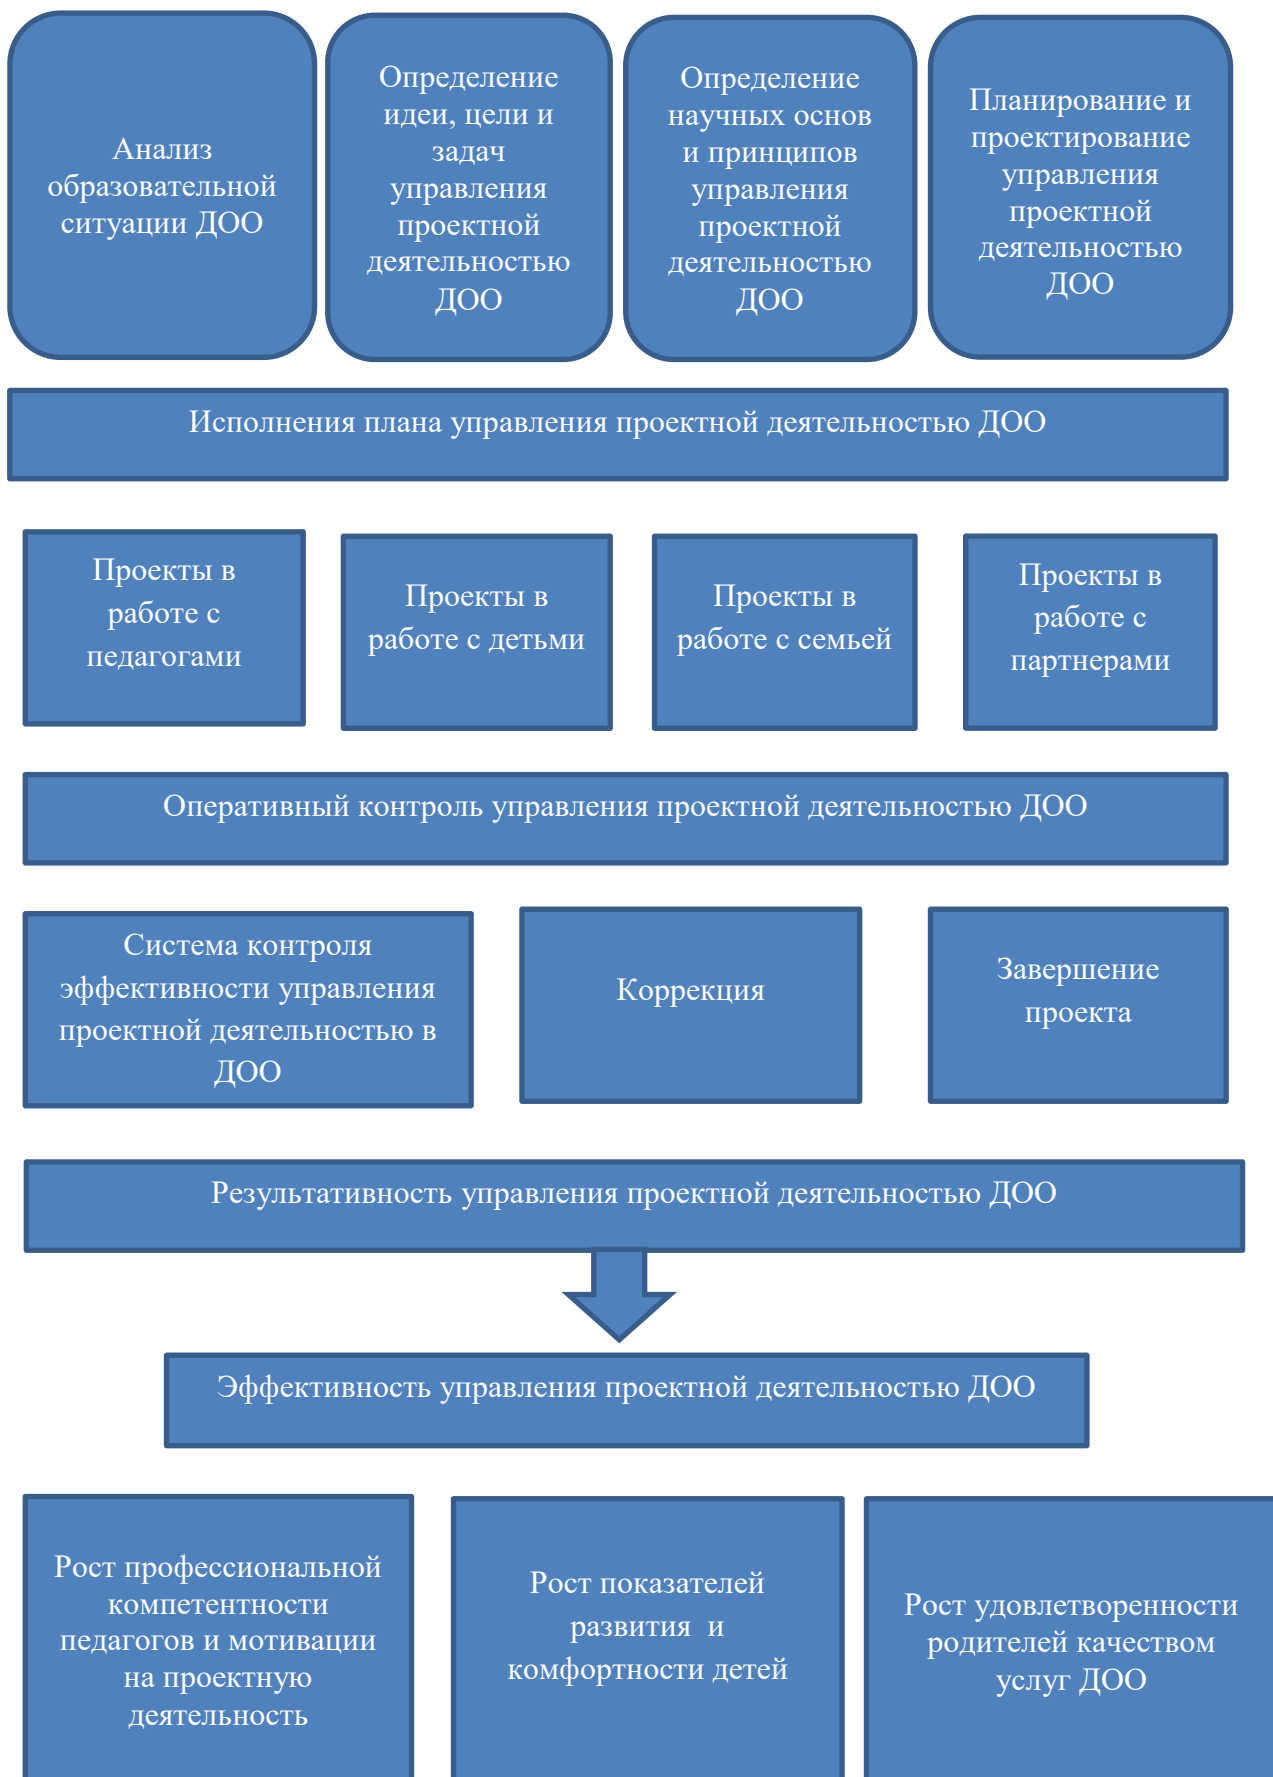 Анализ
образовательной
ситуации ДОО
Определение
идеи, цели и
задач
управления
проектной
деятельностью
ДОО
Определение
научных основ
и принципов
управления
проектной
деятельностью
ДОО
Планирование и
проектирование
управления
проектной
деятельностью
ДОО
Исполнения плана управления проектной деятельностью ДОО
Проекты в
работе с
педагогами
Проекты в
работе с детьми
Проекты в
работе с семьей
Проекты в
работе с
партнерами
Оперативный контроль управления проектной деятельностью ДОО
Система контроля
эффективности управления
проектной деятельностью в
ДОО
Коррекция
Завершение
проекта
Результативность управления проектной деятельностью ДОО
Эффективность управления проектной деятельностью ДОО
Рост профессиональной
компетентности
педагогов и мотивации
на проектную
деятельность
Рост показателей
развития  и
комфортности детей
Рост удовлетворенности
родителей качеством
услуг ДОО